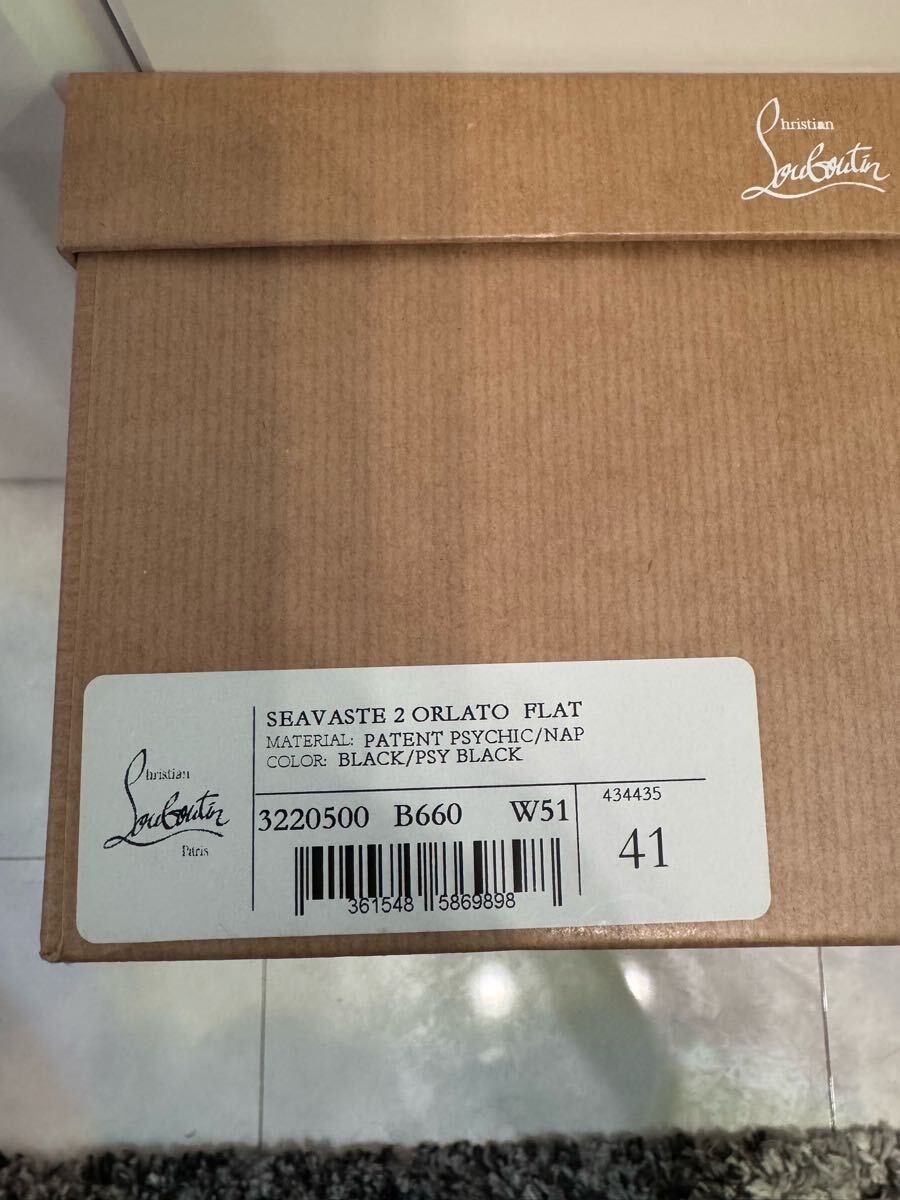 Christian
Louboutin
Christian
Louboutin
Paris
SEAVASTE 2 ORLATO FLAT
MATERIAL: PATENT PSYCHIC/NAP
COLOR: BLACK/PSY BLACK
3220500 B660 W51
434435
41
361548 5869898